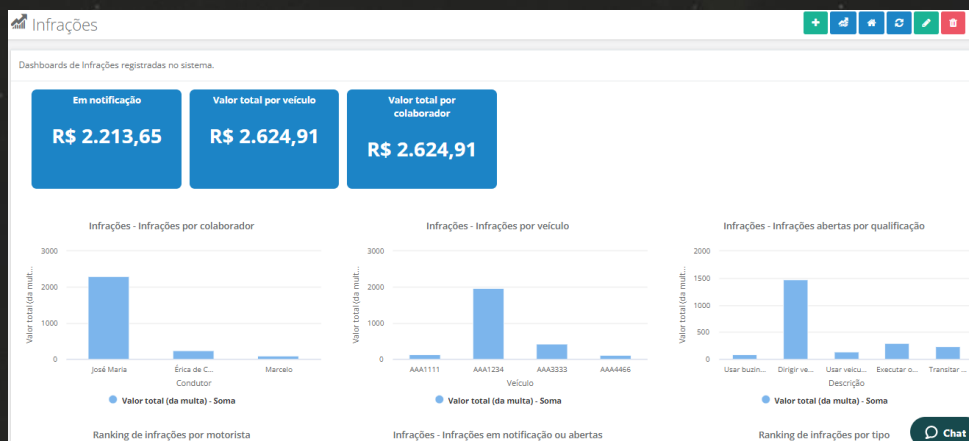 Infrações
Dashboards de Infrações registradas no sistema.
Em notificação
R$ 2.213,65
Valor total por veículo
R$ 2.624,91
Valor total por
colaborador
R$ 2.624,91
Infrações - Infrações por colaborador
Valor total (da mult...
3000
2000
1000
0
José Maria
Érica de C...
Marcelo
Condutor
Valor total (da multa) - Soma
Infrações - Infrações por veículo
Valor total (da mult...
3000
2000
1000
0
AAA1111
AAA1234
AAA3333
AAA4466
Veículo
Valor total (da multa) - Soma
Infrações - Infrações abertas por qualificação
Valor total (da mult...
2000
1500
1000
500
0
Usar buzin...
Dirigir ve...
Usar veicu...
Executar o...
Transitar ...
Descrição
Valor total (da multa) - Soma
Ranking de infrações por motorista
Infrações - Infrações em notificação ou abertas
Ranking de infrações por tipo
Chat